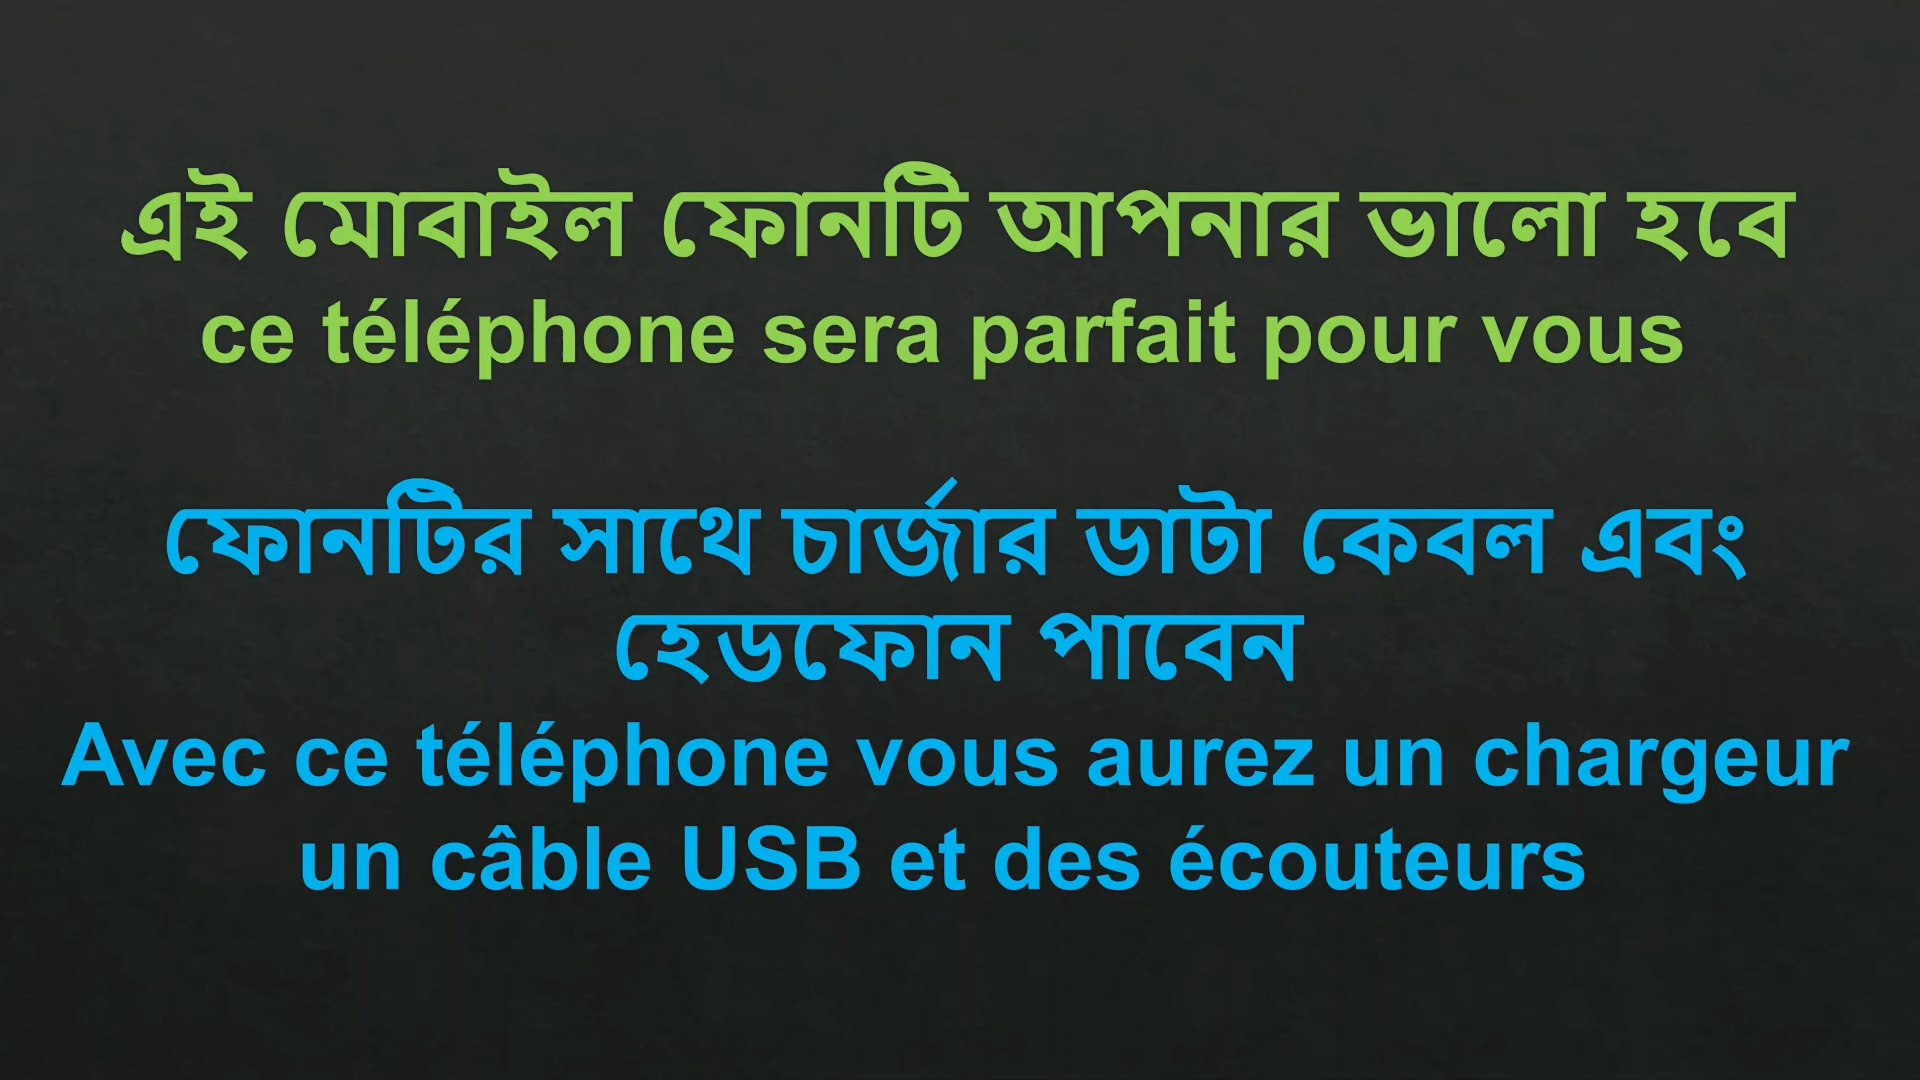 এই মোবাইল ফোনটি আপনার ভালো হবে
ce téléphone sera parfait pour vous
ফোনটির সাথে চার্জার ডাটা কেবল এবং
হেডফোন পাবেন
Avec ce téléphone vous aurez un chargeur
un câble USB et des écouteurs